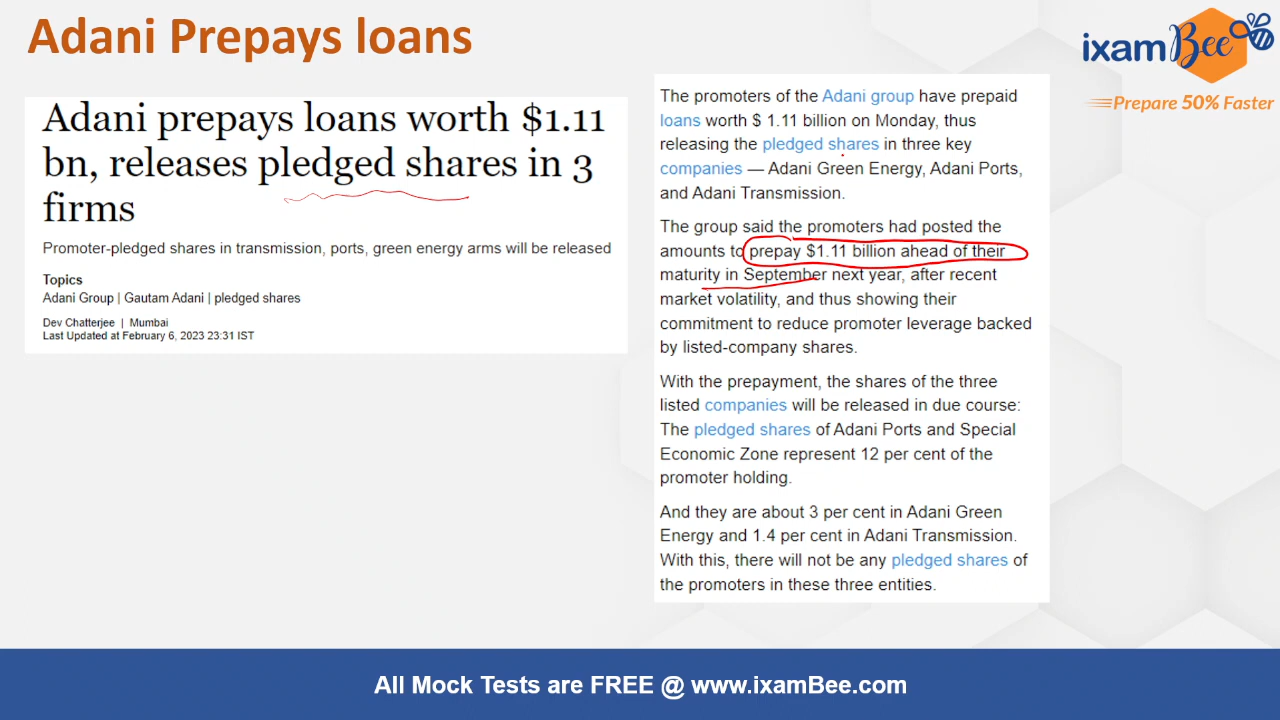 Adani Prepays loans
ixamBee
Prepare 50% Faster
Adani prepays loans worth $1.11
bn, releases pledged shares in 3
firms
Promoter-pledged shares in transmission, ports, green energy arms will be released
Topics
Adani Group | Gautam Adani | pledged shares
Dev Chatterjee | Mumbai
Last Updated at February 6, 2023 23:31 IST
The promoters of the Adani group have prepaid
loans worth $ 1.11 billion on Monday, thus
releasing the pledged shares in three key
companies — Adani Green Energy, Adani Ports,
and Adani Transmission.
The group said the promoters had posted the
amounts to prepay $1.11 billion ahead of their
maturity in September next year, after recent
market volatility, and thus showing their
commitment to reduce promoter leverage backed
by listed-company shares.
With the prepayment, the shares of the three
listed companies will be released in due course:
The pledged shares of Adani Ports and Special
Economic Zone represent 12 per cent of the
promoter holding.
And they are about 3 per cent in Adani Green
Energy and 1.4 per cent in Adani Transmission.
With this, there will not be any pledged shares of
the promoters in these three entities.
All Mock Tests are FREE @ www.ixamBee.com